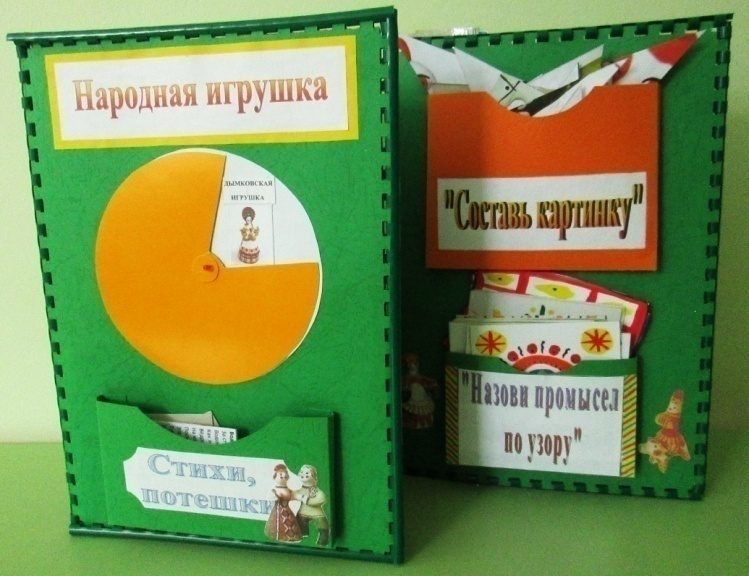 Народная игрушка
ДЫМКОВСКАЯ
ИГРУШКА
Стихи,
потешки
"Составь картинку"
"Назови промысел
по узору"